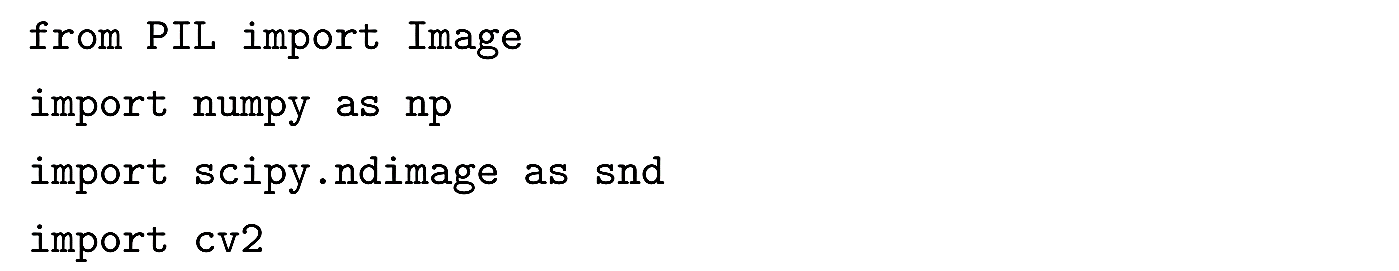 from PIL import Image
import numpy as np
import scipy.ndimage as snd
import cv2